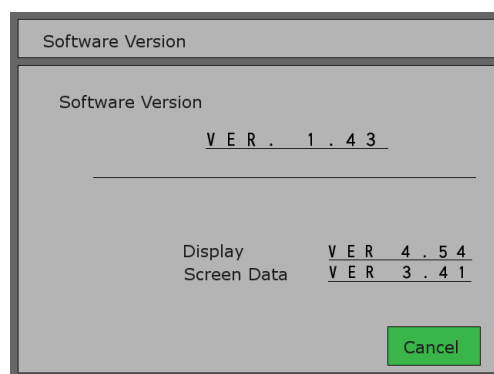 Software Version
Software Version
VER. 1.43
Display VER 4.54
Screen Data VER 3.41
Cancel